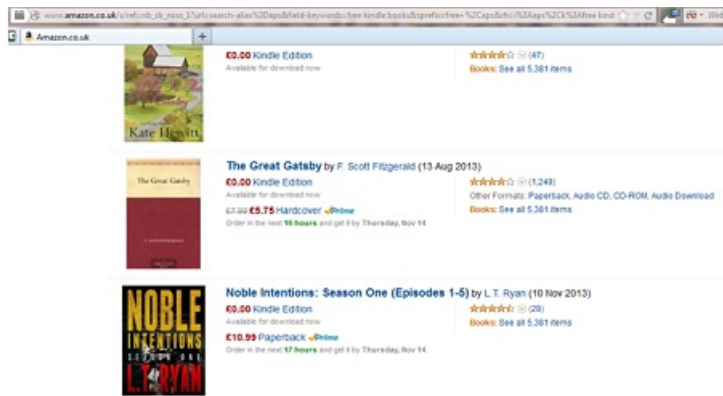 www.amazon.co.uk
Amazon.co.uk
£0.00 Kindle Edition
Available for download now
(47)
Books: See all 5,381 items
Kate Hewitt
The Great Gatsby by F. Scott Fitzgerald (13 Aug 2013)
£0.00 Kindle Edition
£7.99 £5.75 Hardcover Prime
Order in the next 16 hours and get it by Thursday, Nov 14.
(1,249)
Other Formats: Paperback, Audio CD, CD-ROM, Audio Download
Books: See all 5,381 items
The Great Gatsby
Noble Intentions: Season One (Episodes 1-5) by L.T. Ryan (10 Nov 2013)
£0.00 Kindle Edition
Available for download now
£10.99 Paperback Prime
Order in the next 17 hours and get it by Thursday, Nov 14.
(28)
Books: See all 5,381 items
NOBLE
INTENTIONS
SEASON ONE
L.T. RYAN